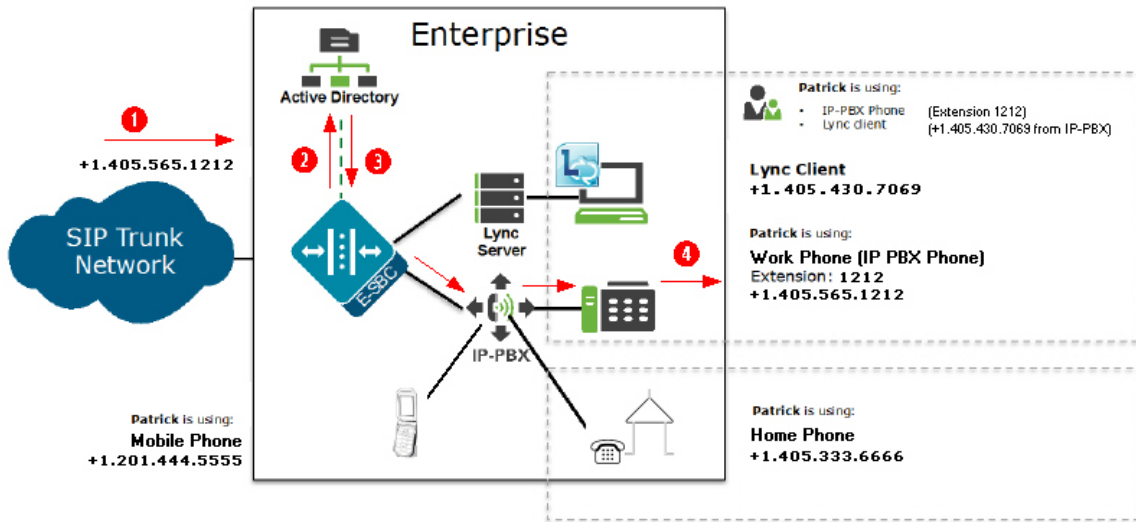 Enterprise
Active Directory
1
+1.405.565.1212
2
3
SIP Trunk
Network
E-SBC
Lync
Server
IP-PBX
4
Patrick is using:
• IP-PBX Phone (Extension 1212)
• Lync client (+1.405.430.7069 from IP-PBX)
Lync Client
+1.405.430.7069
Patrick is using:
Work Phone (IP PBX Phone)
Extension: 1212
+1.405.565.1212
Patrick is using:
Mobile Phone
+1.201.444.5555
Patrick is using:
Home Phone
+1.405.333.6666